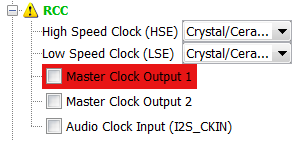 RCC
High Speed Clock (HSE) Crystal/Cera...
Low Speed Clock (LSE) Crystal/Cera...
Master Clock Output 1
Master Clock Output 2
Audio Clock Input (I2S_CKIN)